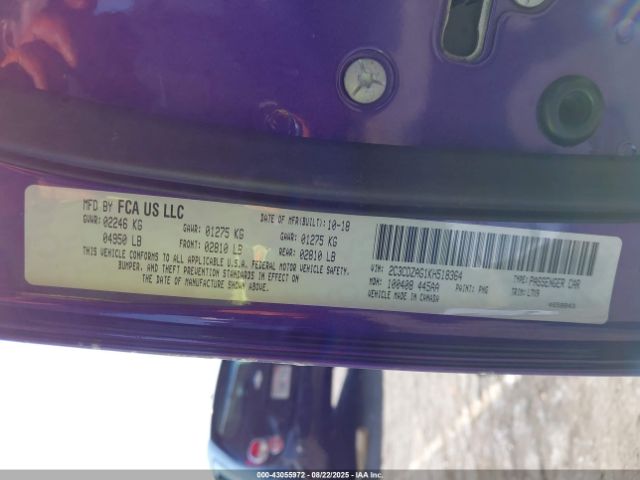 MFD BY FCA US LLC
DATE OF MFR(BUILT): 10-18
GVWR: 02246 KG
GAWR: 01275 KG
01275 KG
04950 LB
FRONT: 02810 LB
REAR: 02810 LB
THIS VEHICLE CONFORMS TO ALL APPLICABLE U.S.A. FEDERAL MOTOR VEHICLE SAFETY,
BUMPER, AND THEFT PREVENTION STANDARDS IN EFFECT ON
THE DATE OF MANUFACTURE SHOWN ABOVE.
VIN: 2C3CDZAG1KH518364
TYPE: PASSENGER CAR
MDH: 100408 445AA
PAINT: PHG
TRIM: LTX9
VEHICLE MADE IN CANADA
000-43055972 - 08/22/2025 - IAA Inc.